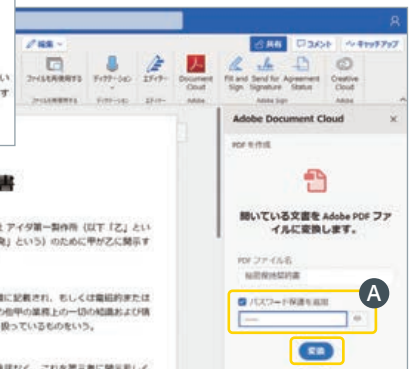 い
す
編集
共有
コメント
キャッチアップ
ファイルを再使用する
ディクテーション
エディター
Document Cloud
Fill and Sign
Send for Signature
Agreement Status
Creative Cloud
ファイルを再使用する
ディクテーション
エディター
Adobe
Adobe Sign
Adobe
Adobe Document Cloud
×
PDF を作成
開いている文書を Adobe PDF ファ
イルに変換します。
PDF ファイル名
秘密保持契約書
パスワード保護を追加
A
変換
書
アイダ第一製作所（以下「乙」とい
」という）のために甲が乙に開示す
に記載され、もしくは電磁的または
の他甲の業務上の一切の知識および情
扱っているものをいう。